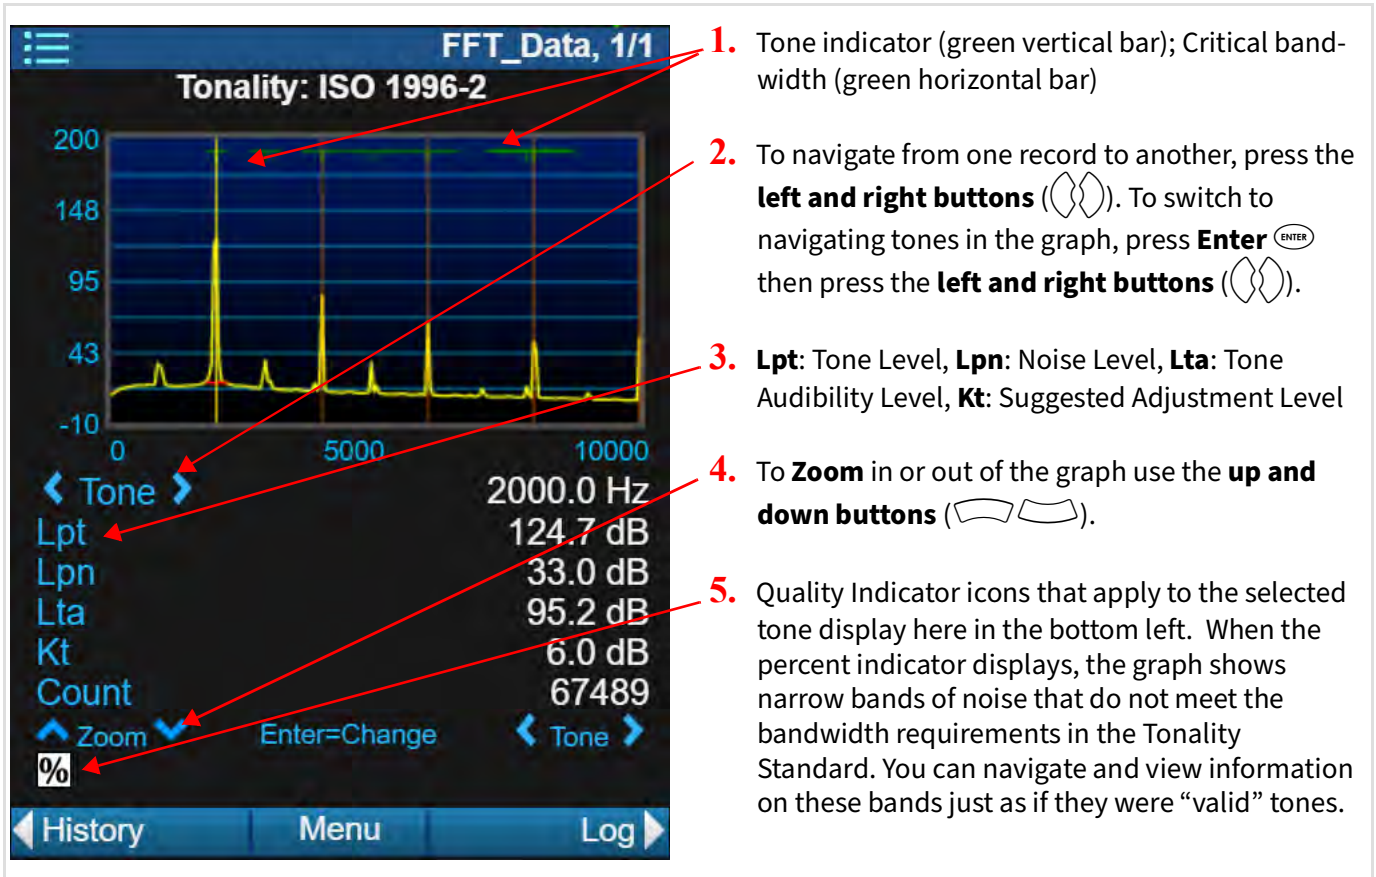 FFT_Data, 1/1
Tonality: ISO 1996-2
200
148
95
43
-10
0 5000 10000
Tone 2000.0 Hz
Lpt 124.7 dB
Lpn 33.0 dB
Lta 95.2 dB
Kt 6.0 dB
Count 67489
Zoom Enter=Change Tone
%
History Menu Log
1. Tone indicator (green vertical bar); Critical band-
width (green horizontal bar)
2. To navigate from one record to another, press the
left and right buttons (). To switch to
navigating tones in the graph, press Enter ENTER
then press the left and right buttons ().
3. Lpt: Tone Level, Lpn: Noise Level, Lta: Tone
Audibility Level, Kt: Suggested Adjustment Level
4. To Zoom in or out of the graph use the up and
down buttons ().
5. Quality Indicator icons that apply to the selected
tone display here in the bottom left. When the
percent indicator displays, the graph shows
narrow bands of noise that do not meet the
bandwidth requirements in the Tonality
Standard. You can navigate and view information
on these bands just as if they were “valid” tones.